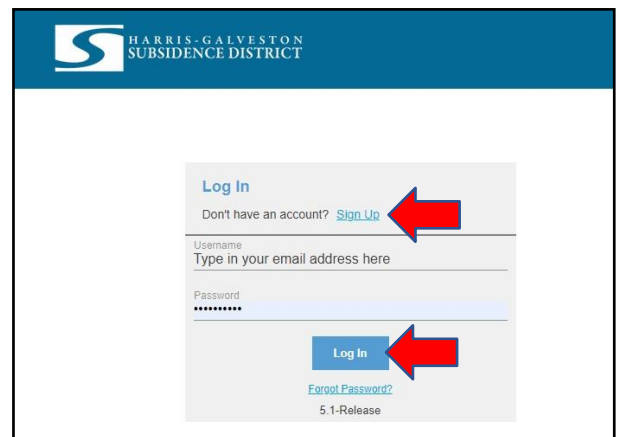 HARRIS-GALVESTON
SUBSIDENCE DISTRICT
Log In
Don't have an account? Sign Up
Username
Type in your email address here
Password
••••••••••
Log In
Forgot Password?
5.1-Release